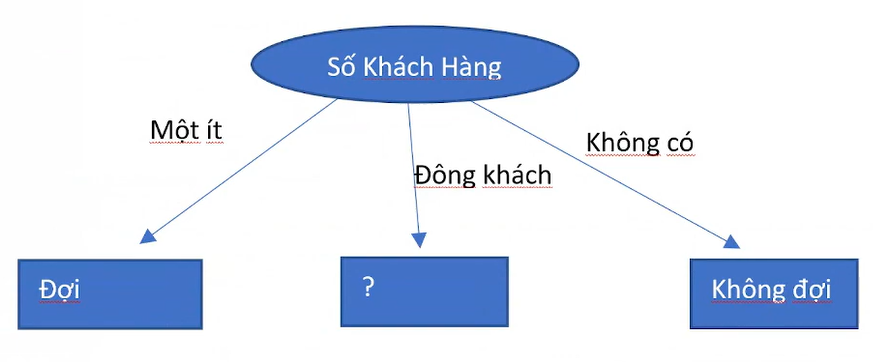 Số Khách Hàng
Một ít
Đông khách
Không có
Đợi
?
Không đợi